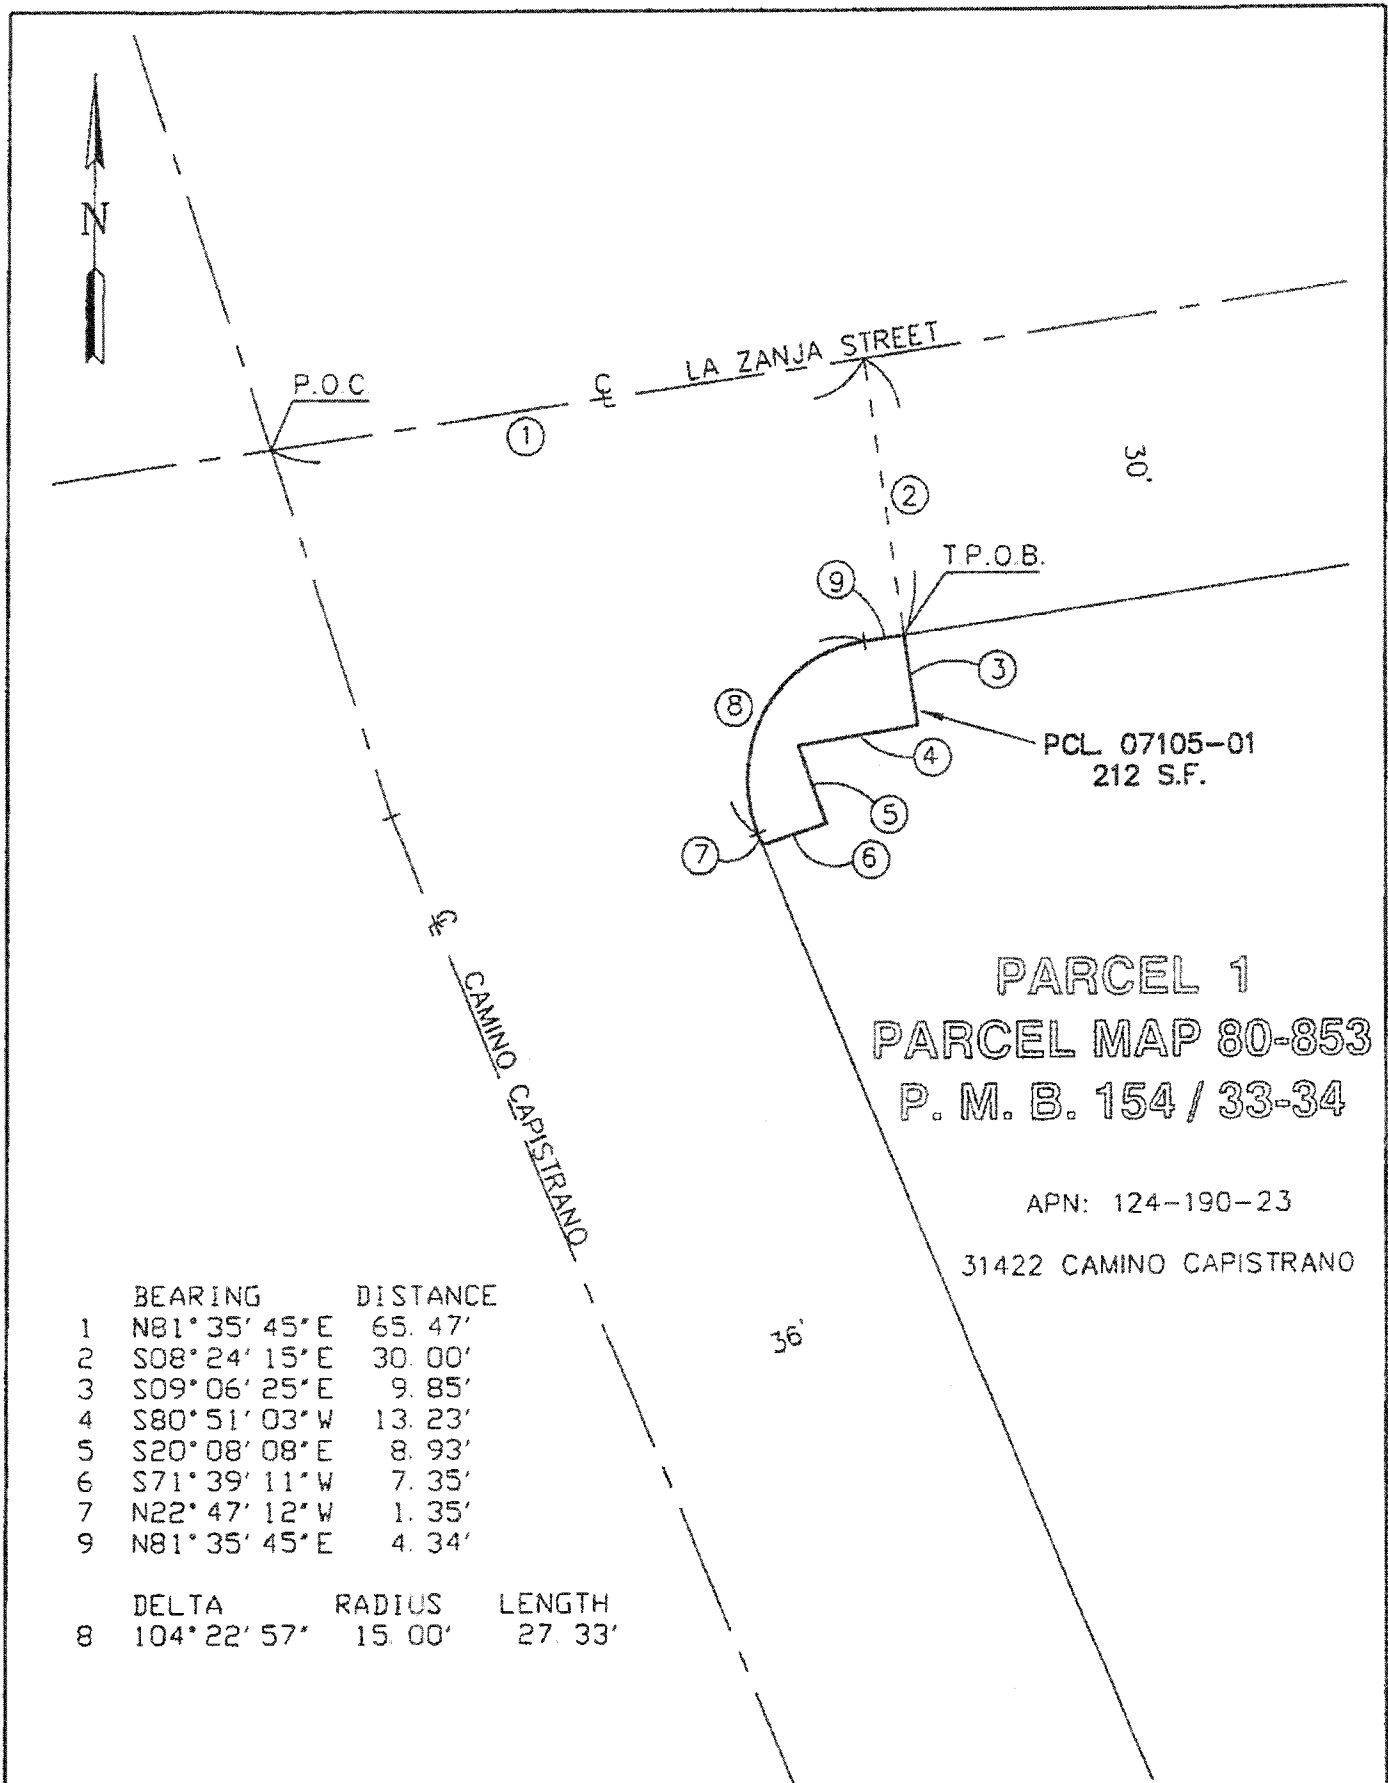 N
P.O.C.
℄
LA ZANJA STREET
1
2
30'
T.P.O.B.
9
3
8
4
PCL. 07105-01
212 S.F.
5
7
6
℄
CAMINO CAPISTRANO
PARCEL 1
PARCEL MAP 80-853
P. M. B. 154 / 33-34
APN: 124-190-23
31422 CAMINO CAPISTRANO
36'
BEARING DISTANCE
1 N81°35'45"E 65.47'
2 S08°24'15"E 30.00'
3 S09°06'25"E 9.85'
4 S80°51'03"W 13.23'
5 S20°08'08"E 8.93'
6 S71°39'11"W 7.35'
7 N22°47'12"W 1.35'
9 N81°35'45"E 4.34'
DELTA RADIUS LENGTH
8 104°22'57" 15.00' 27.33'